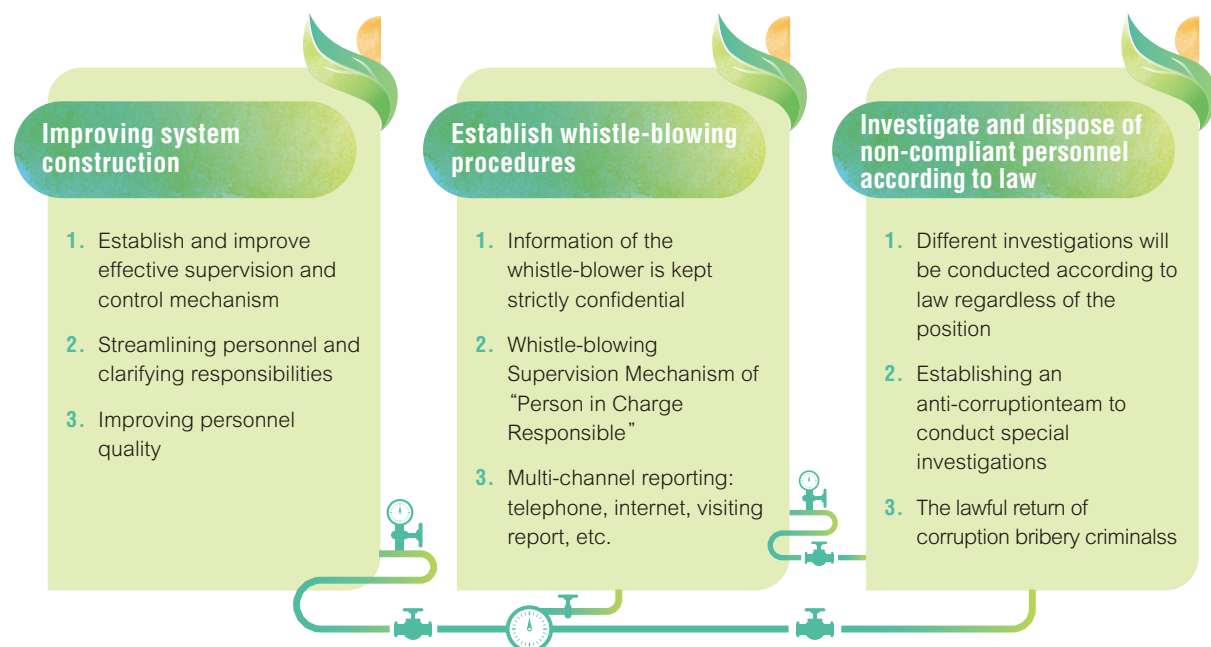 Improving system
construction
1. Establish and improve
effective supervision and
control mechanism
2. Streamlining personnel and
clarifying responsibilities
3. Improving personnel
quality
Establish whistle-blowing
procedures
1. Information of the
whistle-blower is kept
strictly confidential
2. Whistle-blowing
Supervision Mechanism of
“Person in Charge
Responsible”
3. Multi-channel reporting:
telephone, internet, visiting
report, etc.
Investigate and dispose of
non-compliant personnel
according to law
1. Different investigations will
be conducted according to
law regardless of the
position
2. Establishing an
anti-corruptionteam to
conduct special
investigations
3. The lawful return of
corruption bribery criminalss